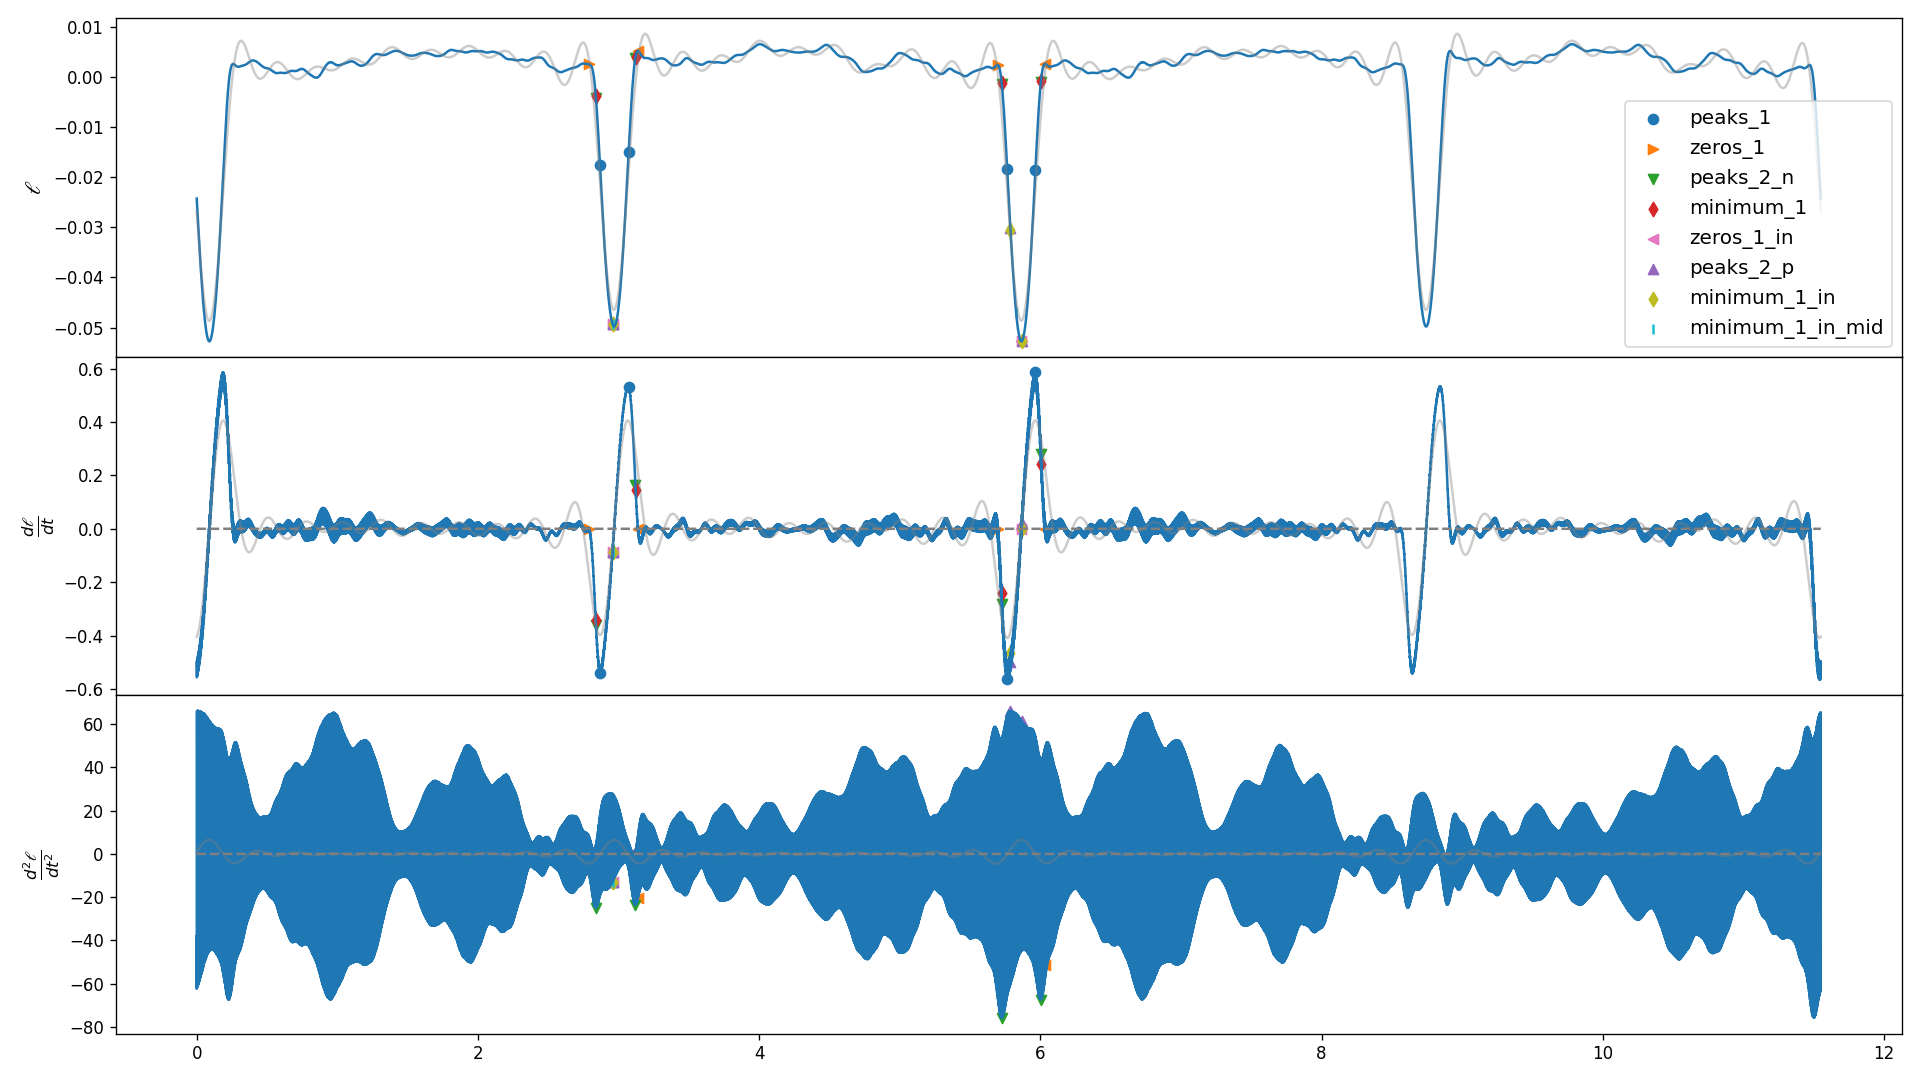 0.01
0.00
−0.01
−0.02
−0.03
−0.04
−0.05
ℓ
peaks_1
zeros_1
peaks_2_n
minimum_1
zeros_1_in
peaks_2_p
minimum_1_in
minimum_1_in_mid
0.6
0.4
0.2
0.0
−0.2
−0.4
−0.6
dℓ
dt
60
40
20
0
−20
−40
−60
−80
d²ℓ
dt²
0 2 4 6 8 10 12